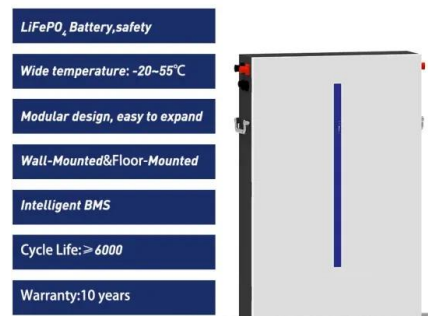 LiFePO₄ Battery,safety
Wide temperature: -20~55℃
Modular design, easy to expand
Wall-Mounted&Floor-Mounted
Intelligent BMS
Cycle Life:≥6000
Warranty:10 years